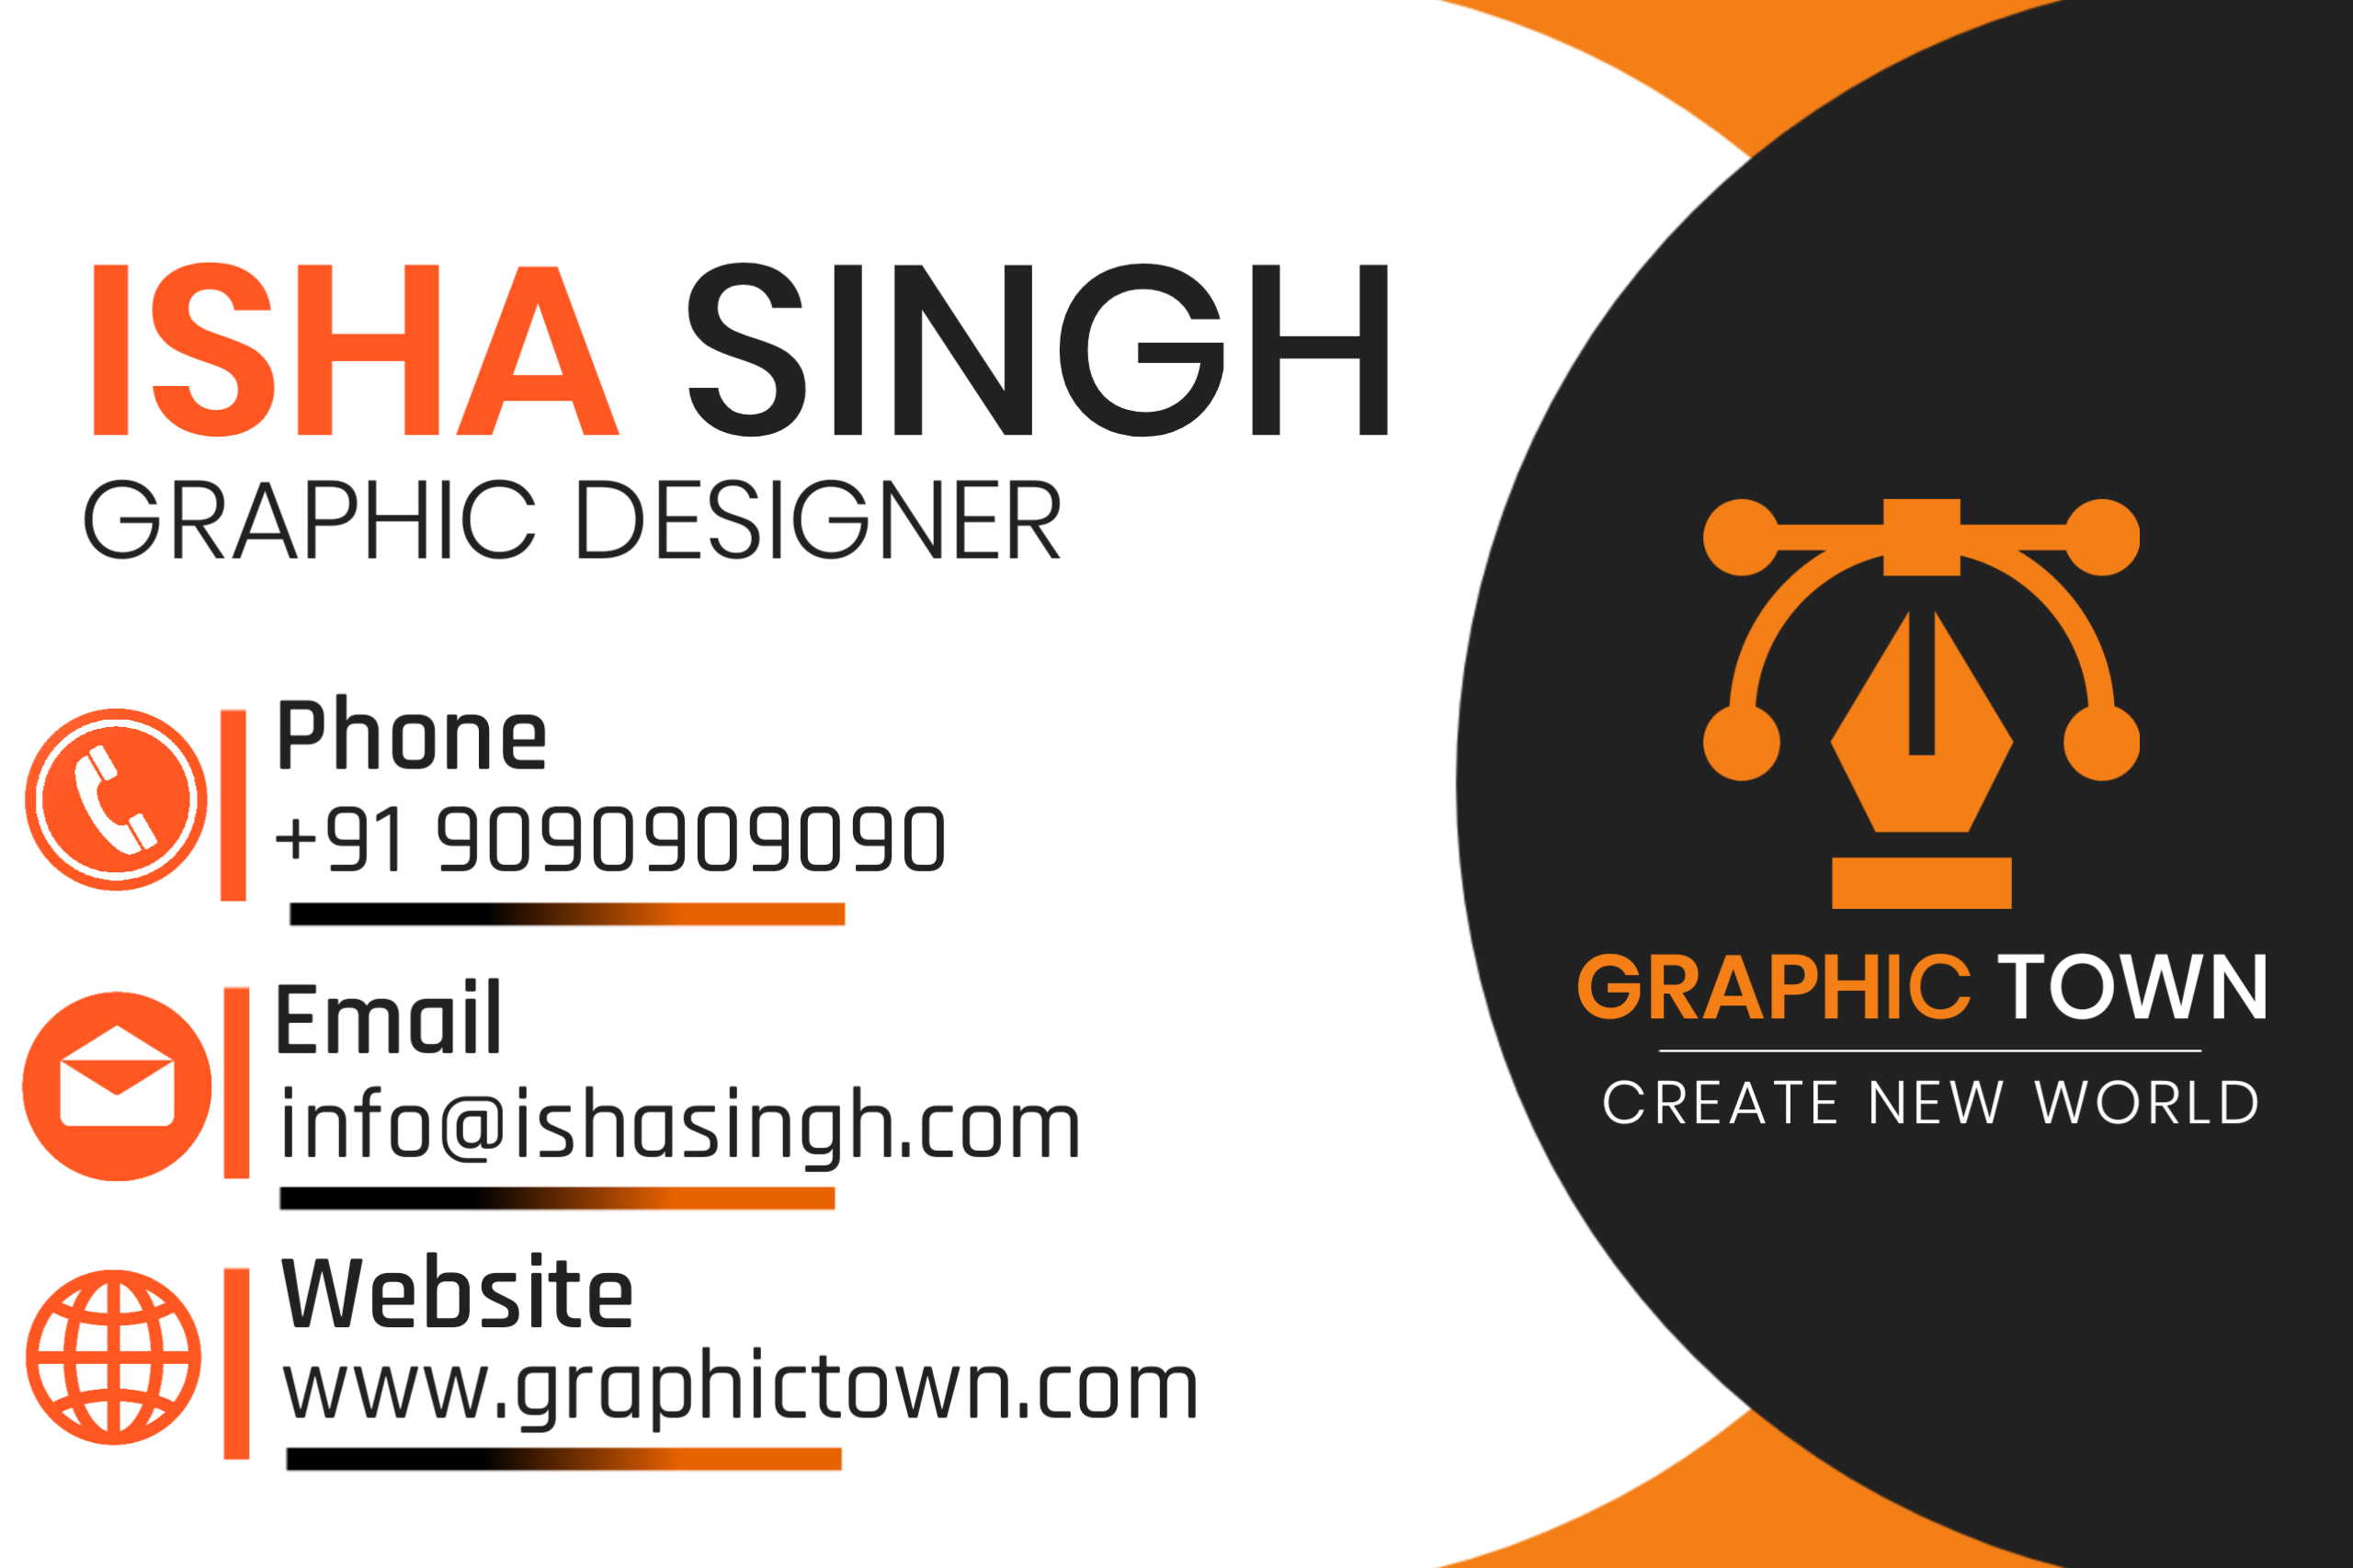 ISHA SINGH
GRAPHIC DESIGNER
Phone
+91 9090909090
Email
info@ishasingh.com
Website
www.graphictown.com
GRAPHIC TOWN
CREATE NEW WORLD